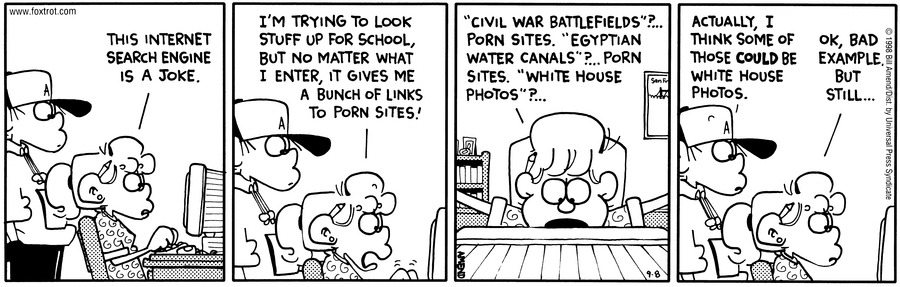 www.foxtrot.com
THIS INTERNET
SEARCH ENGINE
IS A JOKE.
A
I'M TRYING TO LOOK
STUFF UP FOR SCHOOL,
BUT NO MATTER WHAT
I ENTER, IT GIVES ME
A BUNCH OF LINKS
TO PORN SITES!
A
"CIVIL WAR BATTLEFIELDS"?...
PORN SITES. "EGYPTIAN
WATER CANALS"?... PORN
SITES. "WHITE HOUSE
PHOTOS"?...
AMEND
9-8
ACTUALLY, I
THINK SOME OF
THOSE COULD BE
WHITE HOUSE
PHOTOS.
OK, BAD
EXAMPLE,
BUT
STILL...
A
© 1998 Bill Amend/Dist. by Universal Press Syndicate